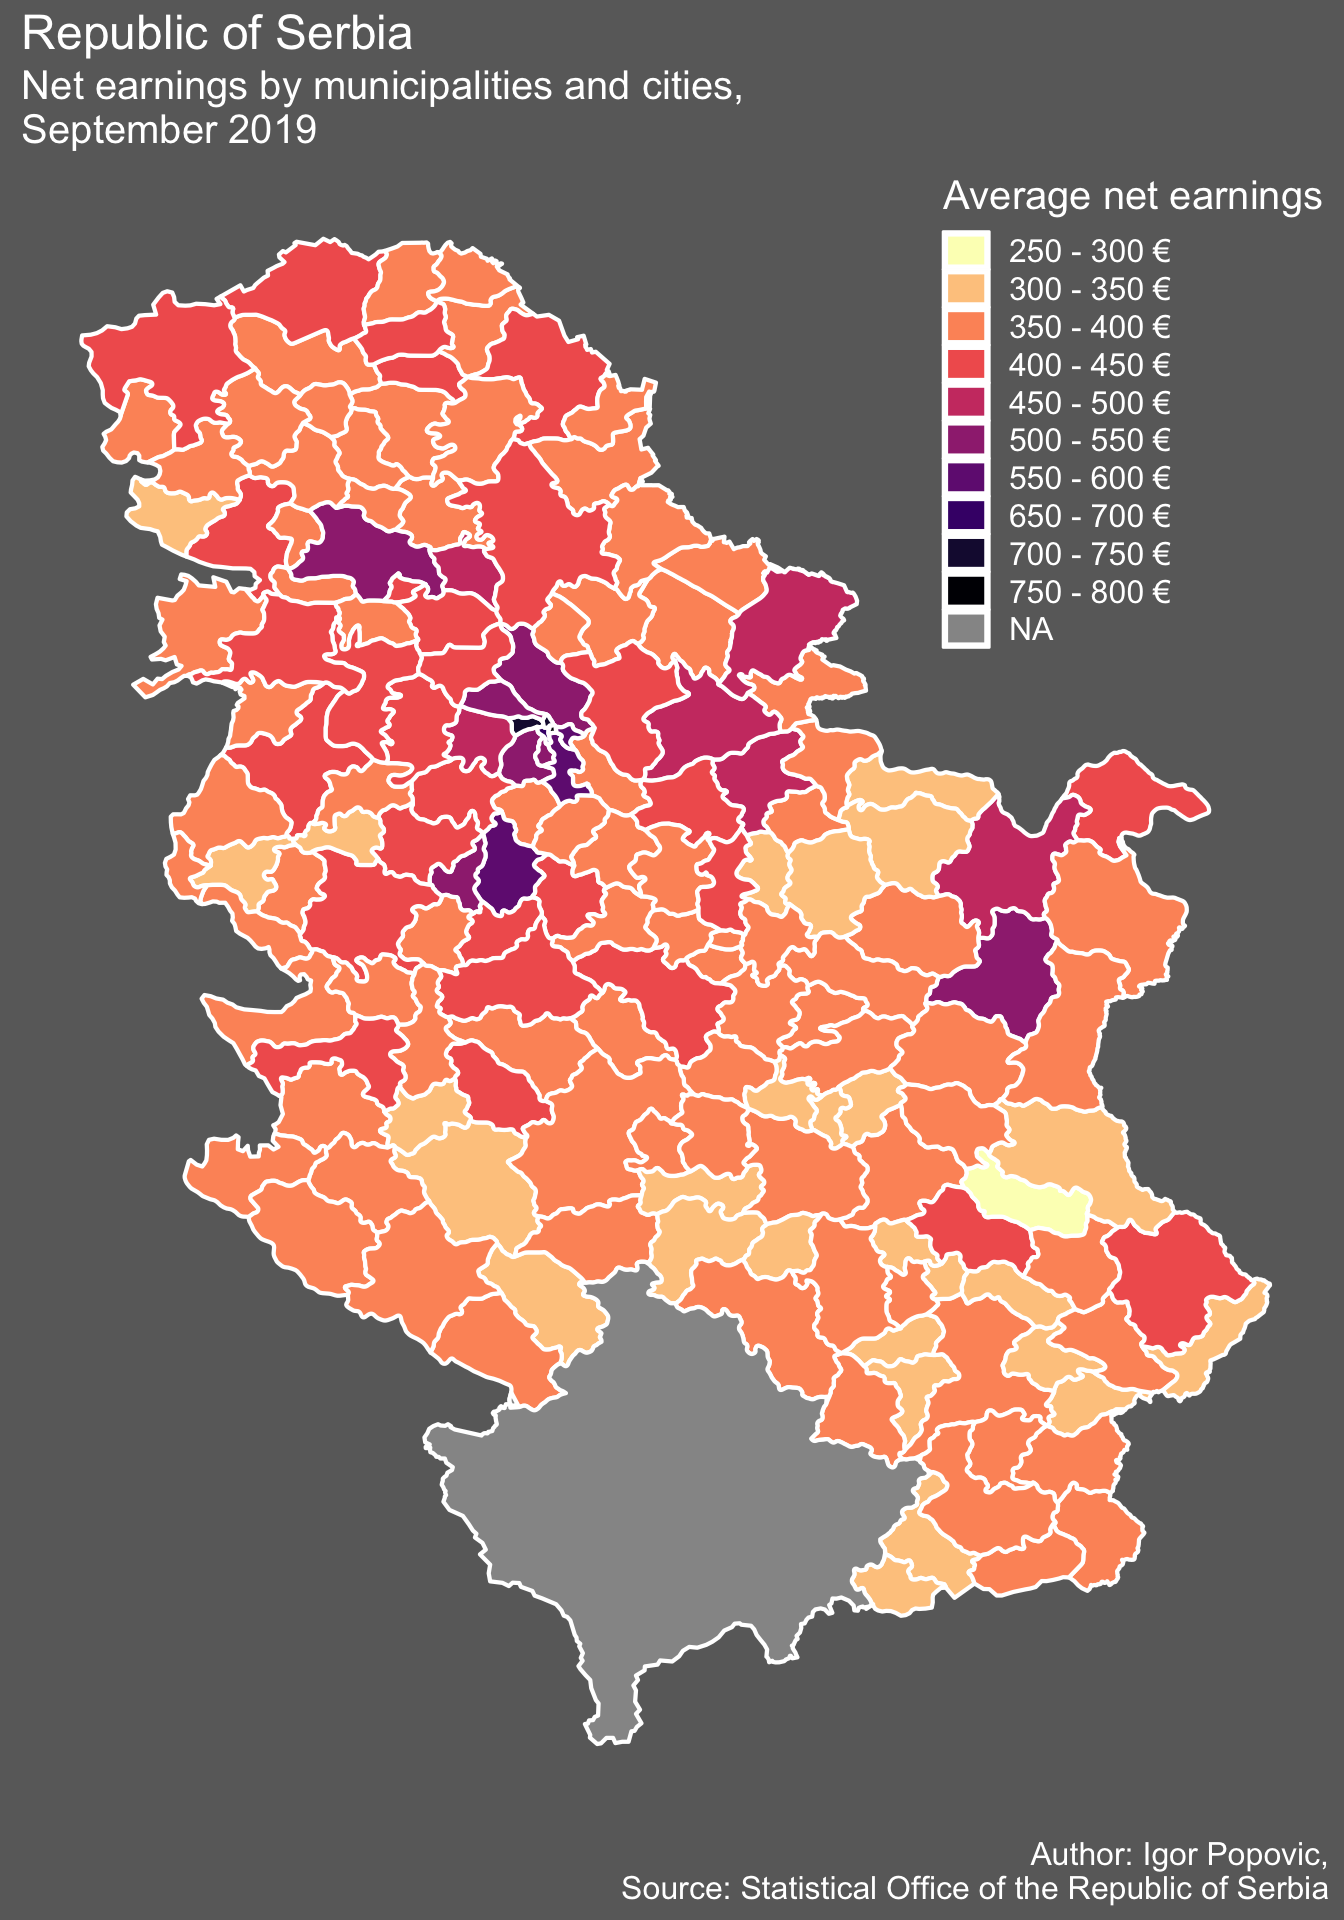 Republic of Serbia
Net earnings by municipalities and cities,
September 2019
Average net earnings
250 - 300 €
300 - 350 €
350 - 400 €
400 - 450 €
450 - 500 €
500 - 550 €
550 - 600 €
650 - 700 €
700 - 750 €
750 - 800 €
NA
Author: Igor Popovic,
Source: Statistical Office of the Republic of Serbia